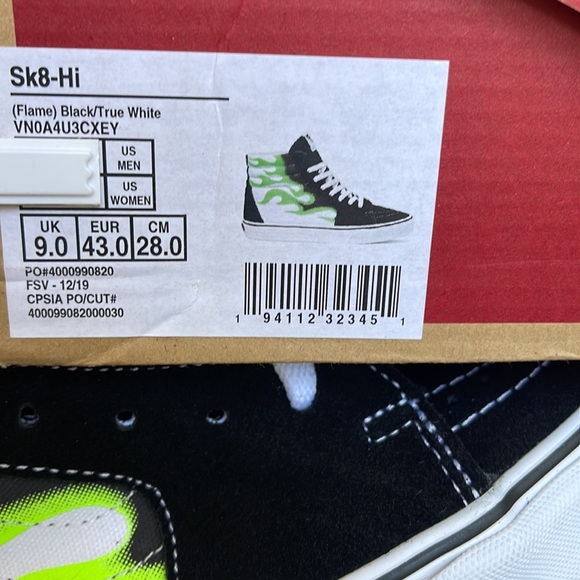 Sk8-Hi
(Flame) Black/True White
VN0A4U3CXEY
US
MEN
US
WOMEN
UK EUR CM
9.0 43.0 28.0
PO#4000990820
FSV - 12/19
CPSIA PO/CUT#
400099082000030
1 94112 32345 1